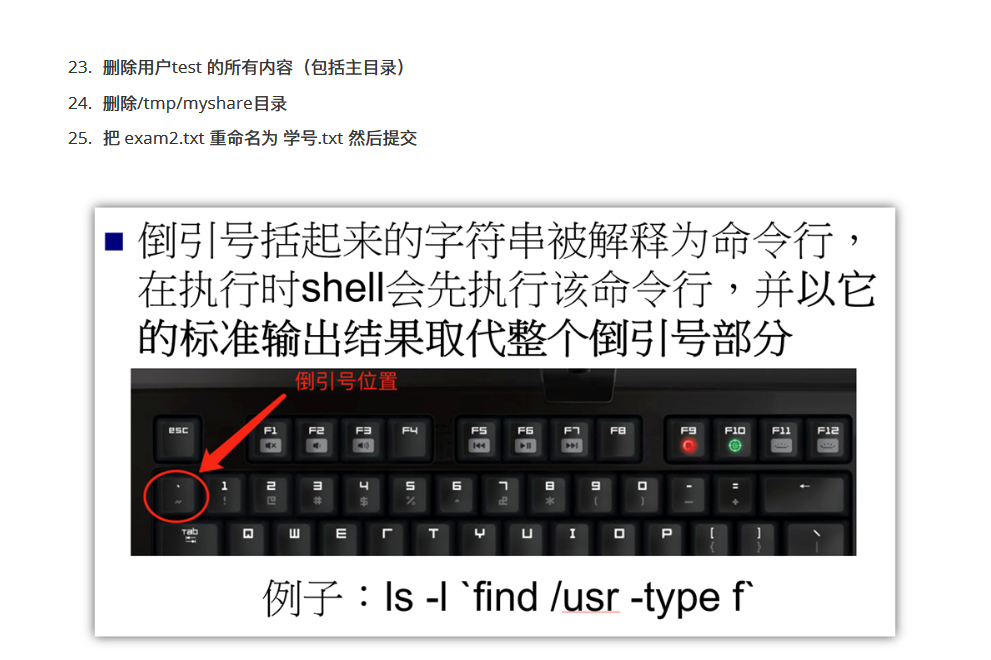 23. 删除用户test 的所有内容（包括主目录）
24. 删除/tmp/myshare目录
25. 把 exam2.txt 重命名为 学号.txt 然后提交
倒引号括起来的字符串被解释为命令行，
在执行时shell会先执行该命令行，并以它
的标准输出结果取代整个倒引号部分
倒引号位置
esc F1 F2 F3 F4 F5 F6 F7 F8 F9 F10 F11 F12
` 1 2 3 4 5 6 7 8 9 0 - = ←
~ ! @ # $ % ^ & * ( ) _ +
Tab Q W E R T Y U I O P [ ] \
{ } |
例子：ls -l `find /usr -type f`